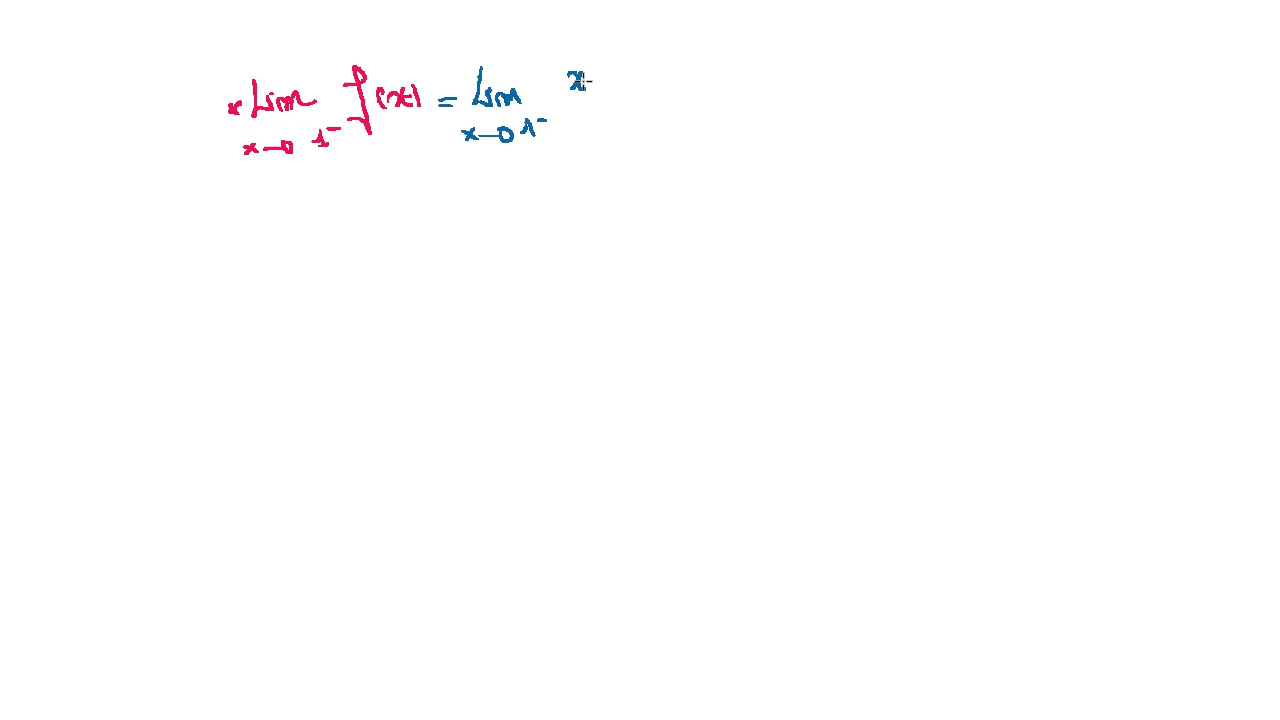 * Lim f(x) = Lim x
x→1⁻ x→1⁻